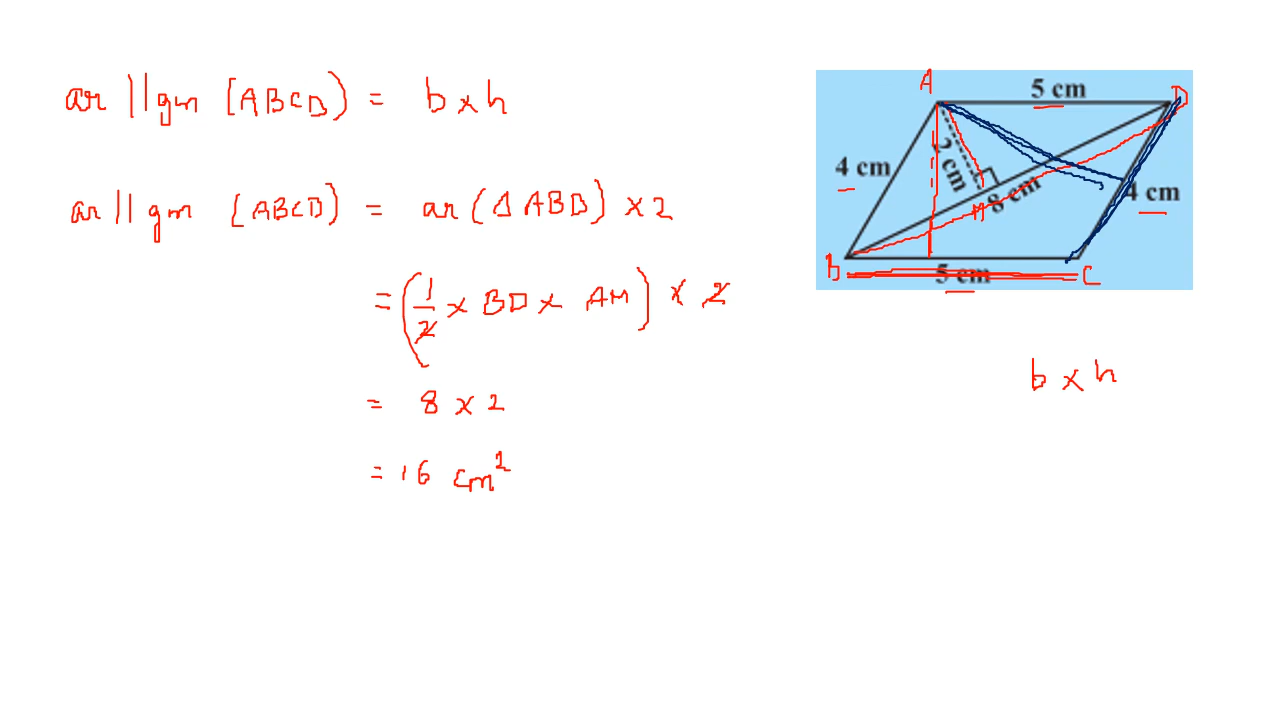 ar ||gm [ABCD) = b x h
ar || gm [ABCD) = ar (Δ ABD) x 2
= (1/2 x BD x AM) x 2
= 8 x 2
= 16 cm²
A
5 cm
D
4 cm
2 cm
M
8 cm
4 cm
B
5 cm
C
b x h